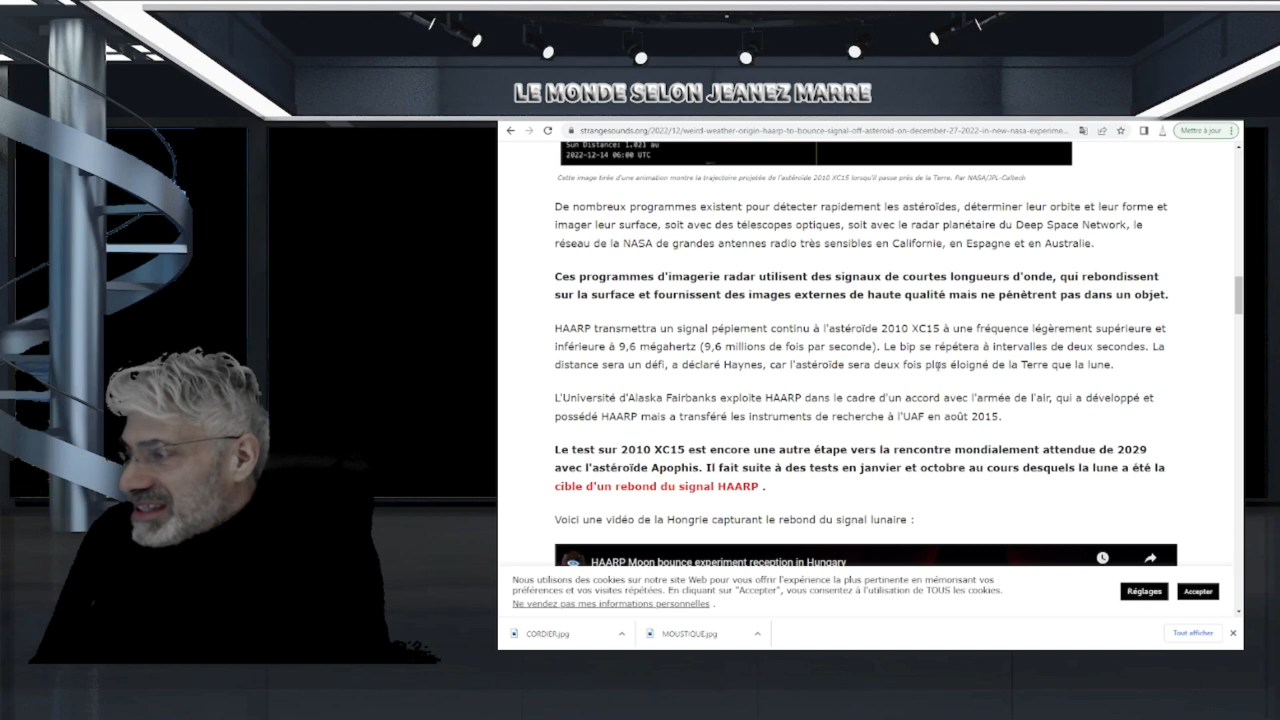 LE MONDE SELON JEANEZ MARRE
strangesounds.org/2022/12/weird-weather-origin-haarp-to-bounce-signal-off-asteroid-on-december-27-2022-in-new-nasa-experime...
Mettre à jour
Sun Distance: 1.021 au
2022-12-14 06:00 UTC
Cette image tirée d'une animation montre la trajectoire projetée de l'astéroïde 2010 XC15 lorsqu'il passe près de la Terre. Par NASA/JPL-Caltech
De nombreux programmes existent pour détecter rapidement les astéroïdes, déterminer leur orbite et leur forme et
imager leur surface, soit avec des télescopes optiques, soit avec le radar planétaire du Deep Space Network, le
réseau de la NASA de grandes antennes radio très sensibles en Californie, en Espagne et en Australie.
Ces programmes d'imagerie radar utilisent des signaux de courtes longueurs d'onde, qui rebondissent
sur la surface et fournissent des images externes de haute qualité mais ne pénètrent pas dans un objet.
HAARP transmettra un signal pépiement continu à l'astéroïde 2010 XC15 à une fréquence légèrement supérieure et
inférieure à 9,6 mégahertz (9,6 millions de fois par seconde). Le bip se répétera à intervalles de deux secondes. La
distance sera un défi, a déclaré Haynes, car l'astéroïde sera deux fois plus éloigné de la Terre que la lune.
L'Université d'Alaska Fairbanks exploite HAARP dans le cadre d'un accord avec l'armée de l'air, qui a développé et
possédé HAARP mais a transféré les instruments de recherche à l'UAF en août 2015.
Le test sur 2010 XC15 est encore une autre étape vers la rencontre mondialement attendue de 2029
avec l'astéroïde Apophis. Il fait suite à des tests en janvier et octobre au cours desquels la lune a été la
cible d'un rebond du signal HAARP .
Voici une vidéo de la Hongrie capturant le rebond du signal lunaire :
HAARP Moon bounce experiment reception in Hungary
Nous utilisons des cookies sur notre site Web pour vous offrir l'expérience la plus pertinente en mémorisant vos
préférences et vos visites répétées. En cliquant sur "Accepter", vous consentez à l'utilisation de TOUS les cookies.
Ne vendez pas mes informations personnelles .
Réglages
Accepter
CORDIER.jpg
MOUSTIQUE.jpg
Tout afficher